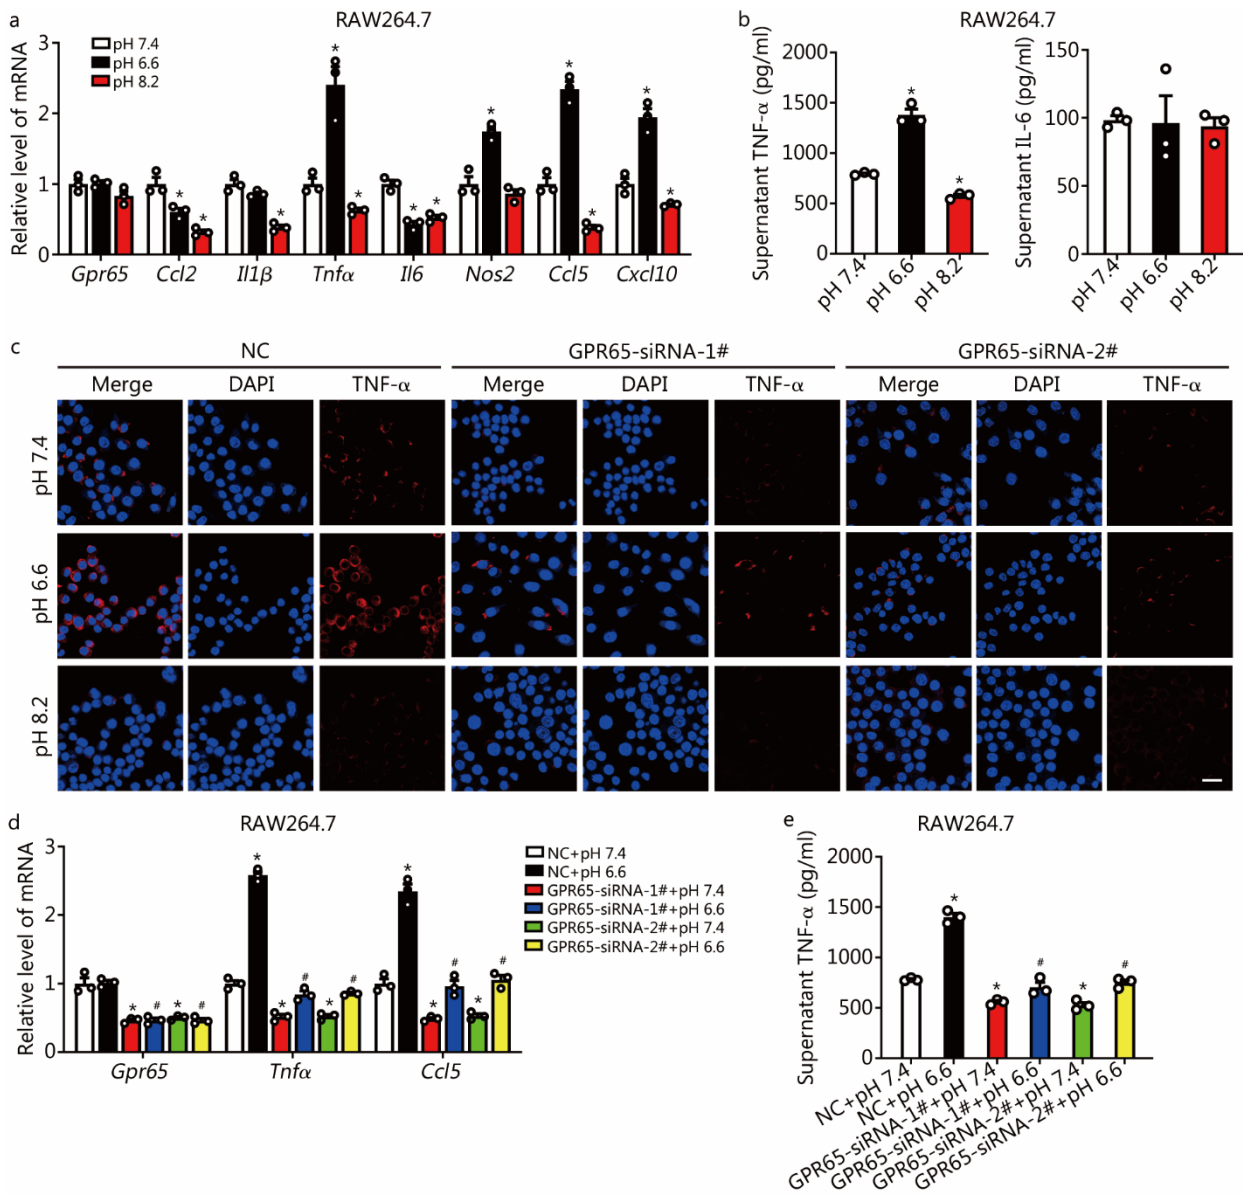 a
RAW264.7
Relative level of mRNA
3
2
1
0
pH 7.4
pH 6.6
pH 8.2
* * * * * * * * * * * * *
Gpr65 Ccl2 Il1β Tnfα Il6 Nos2 Ccl5 Cxcl10
b
RAW264.7
Supernatant TNF-α (pg/ml)
2000
1500
1000
500
0
* *
pH 7.4 pH 6.6 pH 8.2
Supernatant IL-6 (pg/ml)
150
100
50
0
pH 7.4 pH 6.6 pH 8.2
c
NC GPR65-siRNA-1# GPR65-siRNA-2#
Merge DAPI TNF-α Merge DAPI TNF-α Merge DAPI TNF-α
pH 7.4
pH 6.6
pH 8.2
d
RAW264.7
Relative level of mRNA
3
2
1
0
* # * # * * # * # * * # * #
Gpr65 Tnfα Ccl5
NC+pH 7.4
NC+pH 6.6
GPR65-siRNA-1#+pH 7.4
GPR65-siRNA-1#+pH 6.6
GPR65-siRNA-2#+pH 7.4
GPR65-siRNA-2#+pH 6.6
e
RAW264.7
Supernatant TNF-α (pg/ml)
2000
1500
1000
500
0
* * # * #
NC+pH 7.4
NC+pH 6.6
GPR65-siRNA-1#+pH 7.4
GPR65-siRNA-1#+pH 6.6
GPR65-siRNA-2#+pH 7.4
GPR65-siRNA-2#+pH 6.6